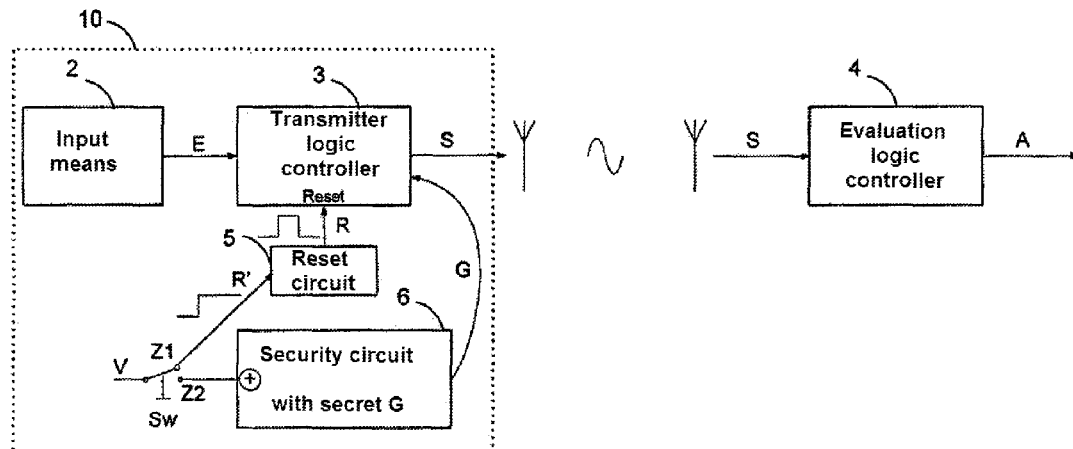 10
2
Input
means
E
3
Transmitter
logic
controller
Reset
S
S
4
Evaluation
logic
controller
A
R
5
Reset
circuit
R'
G
6
Security circuit
with secret G
V
Z1
Z2
Sw